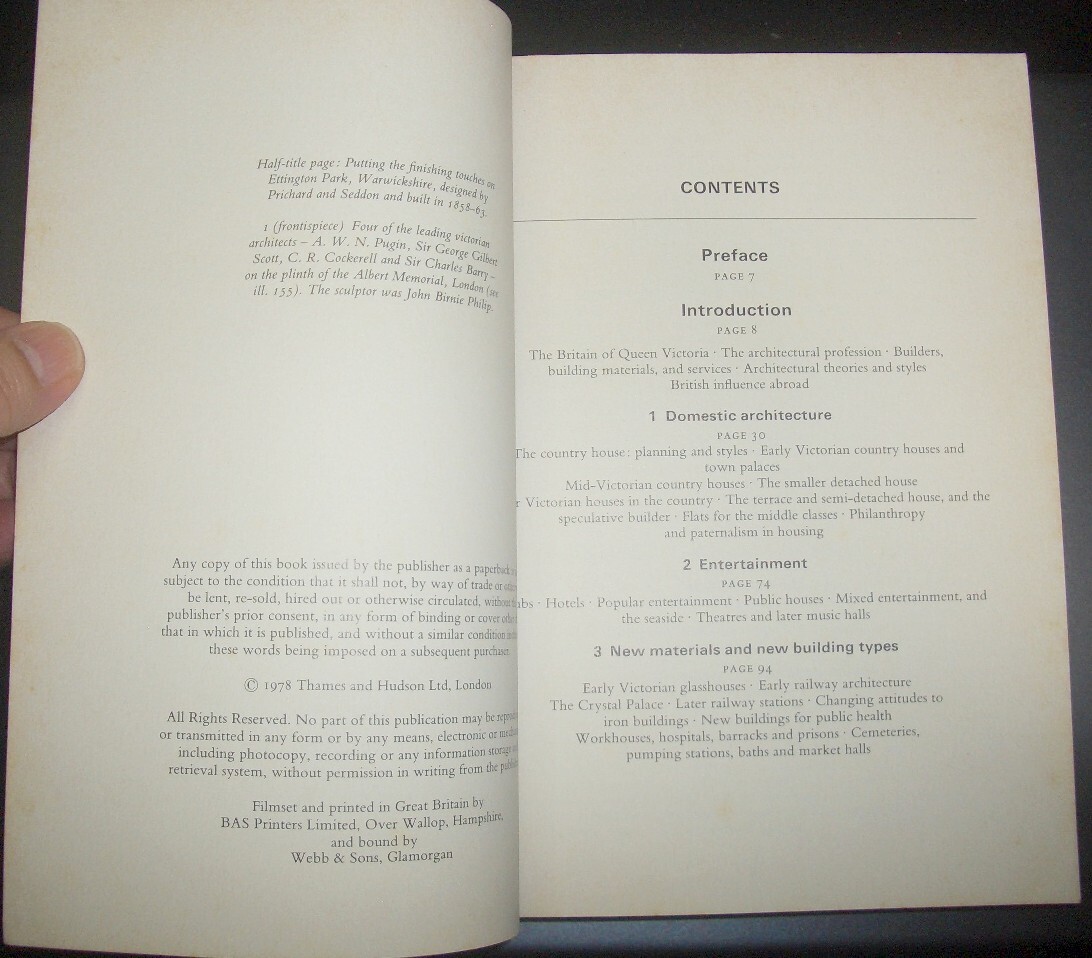 Half-title page: Putting the finishing touches on
Ettington Park, Warwickshire, designed by
Prichard and Seddon and built in 1858–63.
1 (frontispiece) Four of the leading victorian
architects – A. W. N. Pugin, Sir George Gilbert
Scott, C. R. Cockerell and Sir Charles Barry –
on the plinth of the Albert Memorial, London (see
ill. 155). The sculptor was John Birnie Philip.
Any copy of this book issued by the publisher as a paperback
subject to the condition that it shall not, by way of trade or
be lent, re-sold, hired out or otherwise circulated, without
publisher's prior consent, in any form of binding or cover
that in which it is published, and without a similar condition
these words being imposed on a subsequent purchaser.
© 1978 Thames and Hudson Ltd, London
All Rights Reserved. No part of this publication may be
or transmitted in any form or by any means, electronic or
including photocopy, recording or any information storage
retrieval system, without permission in writing from the
Filmset and printed in Great Britain by
BAS Printers Limited, Over Wallop, Hampshire,
and bound by
Webb & Sons, Glamorgan
CONTENTS
Preface
PAGE 7
Introduction
PAGE 8
The Britain of Queen Victoria · The architectural profession · Builders,
building materials, and services · Architectural theories and styles
British influence abroad
1 Domestic architecture
PAGE 30
The country house: planning and styles · Early Victorian country houses and
town palaces
Mid-Victorian country houses · The smaller detached house
Victorian houses in the country · The terrace and semi-detached house, and the
speculative builder · Flats for the middle classes · Philanthropy
and paternalism in housing
2 Entertainment
PAGE 74
· Hotels · Popular entertainment · Public houses · Mixed entertainment, and
the seaside · Theatres and later music halls
3 New materials and new building types
PAGE 94
Early Victorian glasshouses · Early railway architecture
The Crystal Palace · Later railway stations · Changing attitudes to
iron buildings · New buildings for public health
Workhouses, hospitals, barracks and prisons · Cemeteries,
pumping stations, baths and market halls